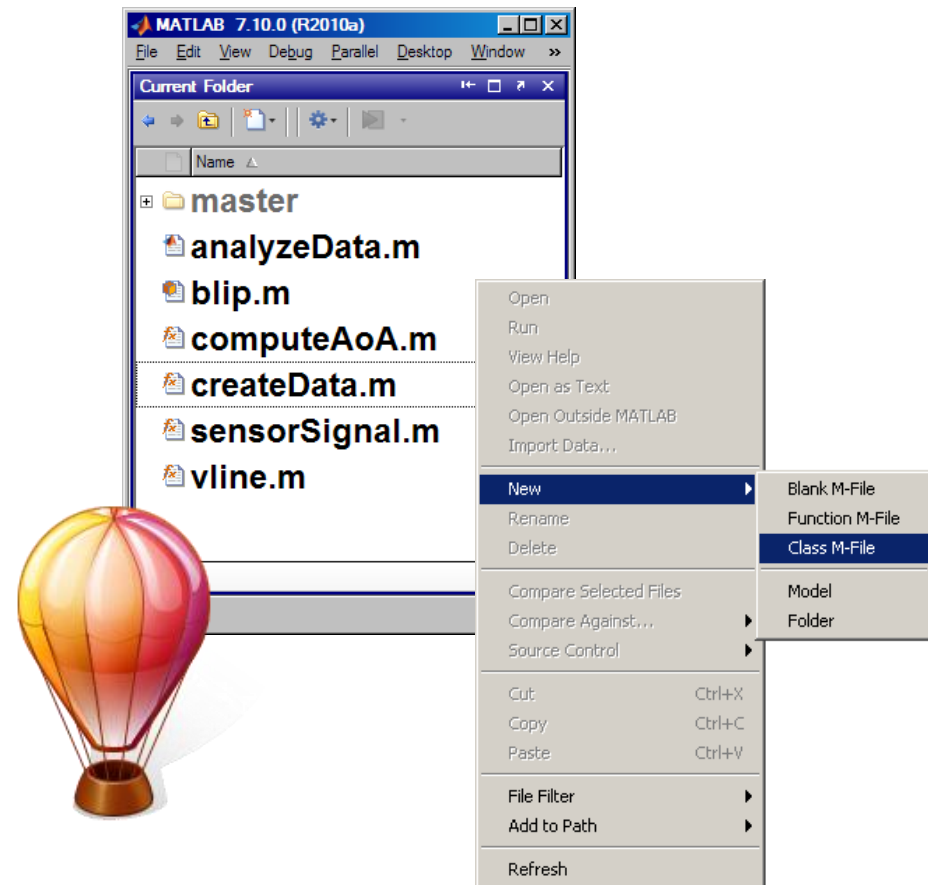 MATLAB 7.10.0 (R2010a)
File Edit View Debug Parallel Desktop Window »
Current Folder
Name
master
analyzeData.m
blip.m
computeAoA.m
createData.m
sensorSignal.m
vline.m
Open
Run
View Help
Open as Text
Open Outside MATLAB
Import Data...
New
Rename
Delete
Compare Selected Files
Compare Against...
Source Control
Cut Ctrl+X
Copy Ctrl+C
Paste Ctrl+V
File Filter
Add to Path
Refresh
Blank M-File
Function M-File
Class M-File
Model
Folder